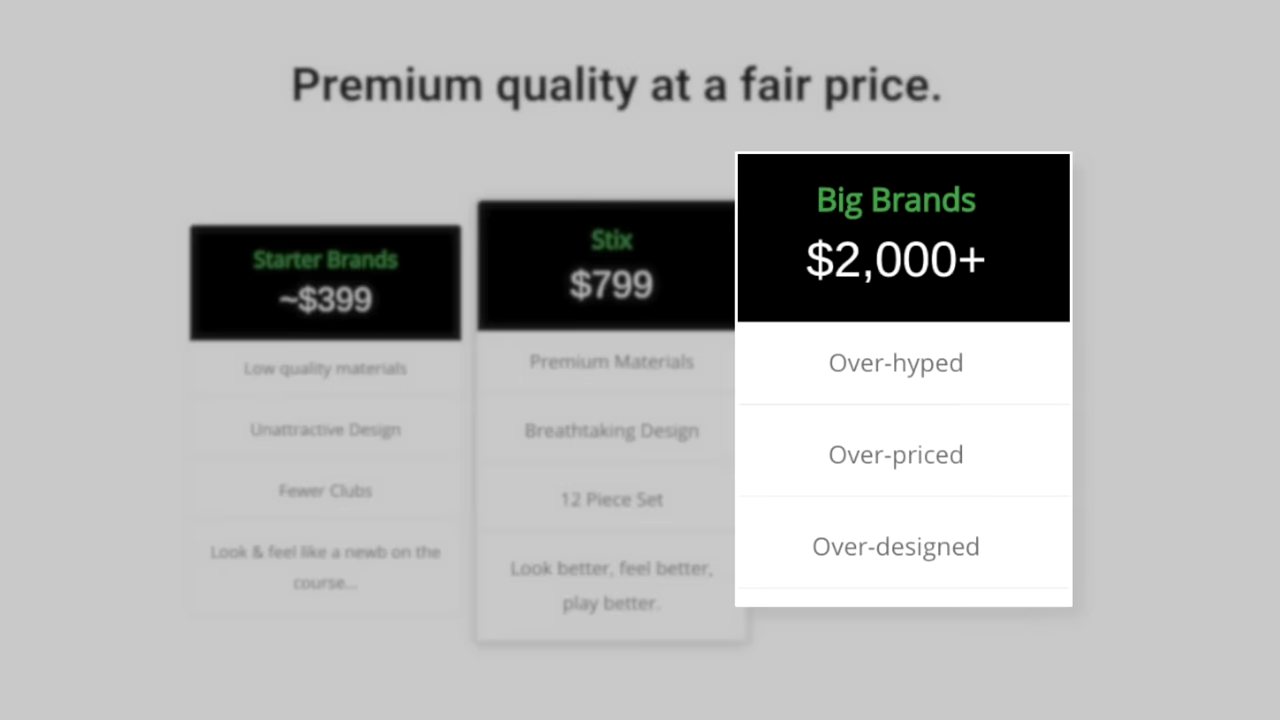 Premium quality at a fair price.
Starter Brands
~$399
Low quality materials
Unattractive Design
Fewer Clubs
Look & feel like a newb on the
course...
Stix
$799
Premium Materials
Breathtaking Design
12 Piece Set
Look better, feel better,
play better.
Big Brands
$2,000+
Over-hyped
Over-priced
Over-designed